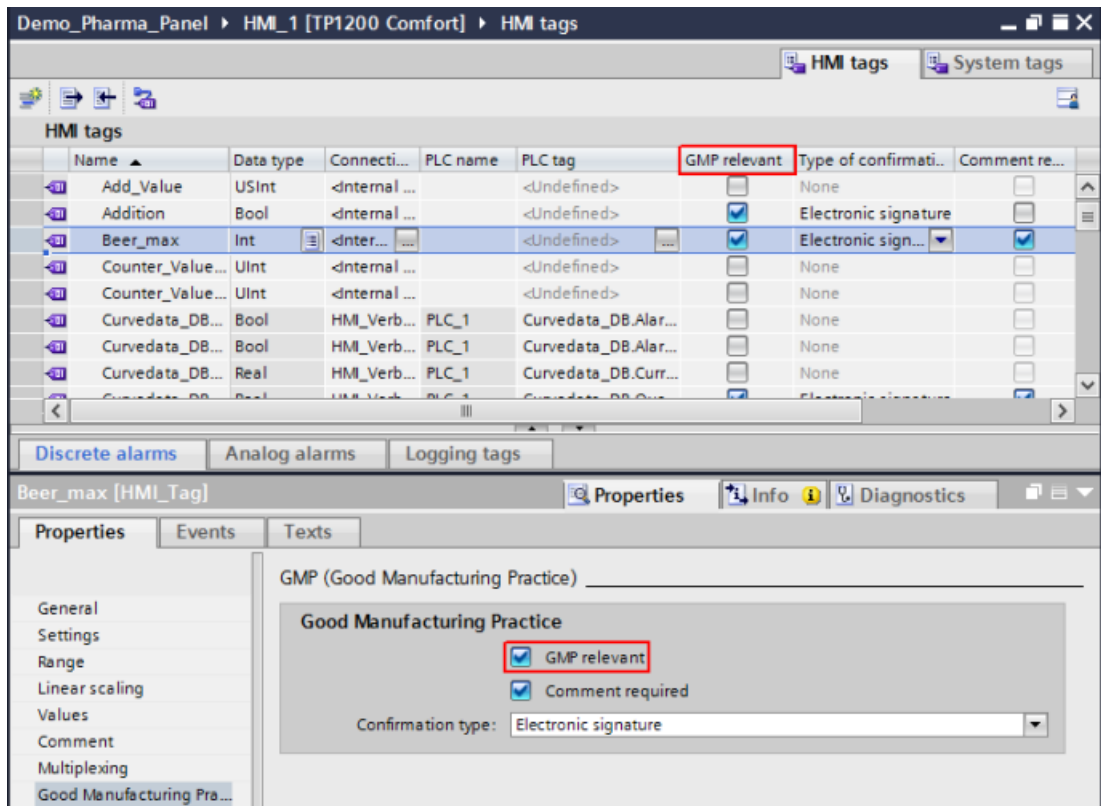 Demo_Pharma_Panel ▸ HMI_1 [TP1200 Comfort] ▸ HMI tags
HMI tags System tags
HMI tags
Name Data type Connecti... PLC name PLC tag GMP relevant Type of confirmati.. Comment re...
Add_Value USInt <Internal ... <Undefined> None
Addition Bool <Internal ... <Undefined> Electronic signature
Beer_max Int <Inter... ... <Undefined> ... Electronic sign...
Counter_Value... UInt <Internal ... <Undefined> None
Counter_Value... UInt <Internal ... <Undefined> None
Curvedata_DB... Bool HMI_Verb... PLC_1 Curvedata_DB.Alar... None
Curvedata_DB... Bool HMI_Verb... PLC_1 Curvedata_DB.Alar... None
Curvedata_DB... Real HMI_Verb... PLC_1 Curvedata_DB.Curr... None
Discrete alarms Analog alarms Logging tags
Beer_max [HMI_Tag] Properties Info Diagnostics
Properties Events Texts
GMP (Good Manufacturing Practice)
General
Good Manufacturing Practice
Settings
Range
GMP relevant
Linear scaling
Comment required
Values
Confirmation type: Electronic signature
Comment
Multiplexing
Good Manufacturing Pra...